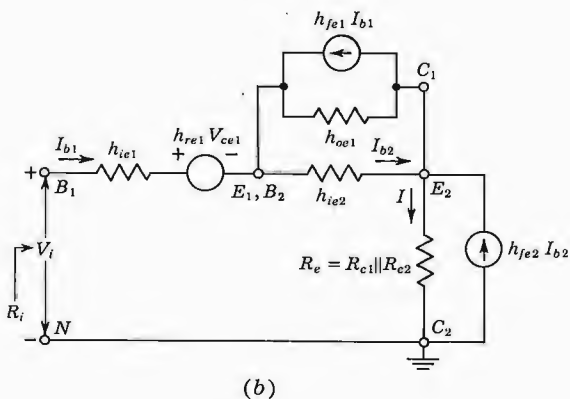 h_{fe1} I_{b1}
C_1
h_{oe1}
I_{b1}
h_{ie1}
h_{re1} V_{ce1}
+ −
I_{b2}
+ B_1
E_1, B_2
h_{ie2}
E_2
I
V_i
R_i
R_e = R_{c1}||R_{c2}
h_{fe2} I_{b2}
− N
C_2
(b)